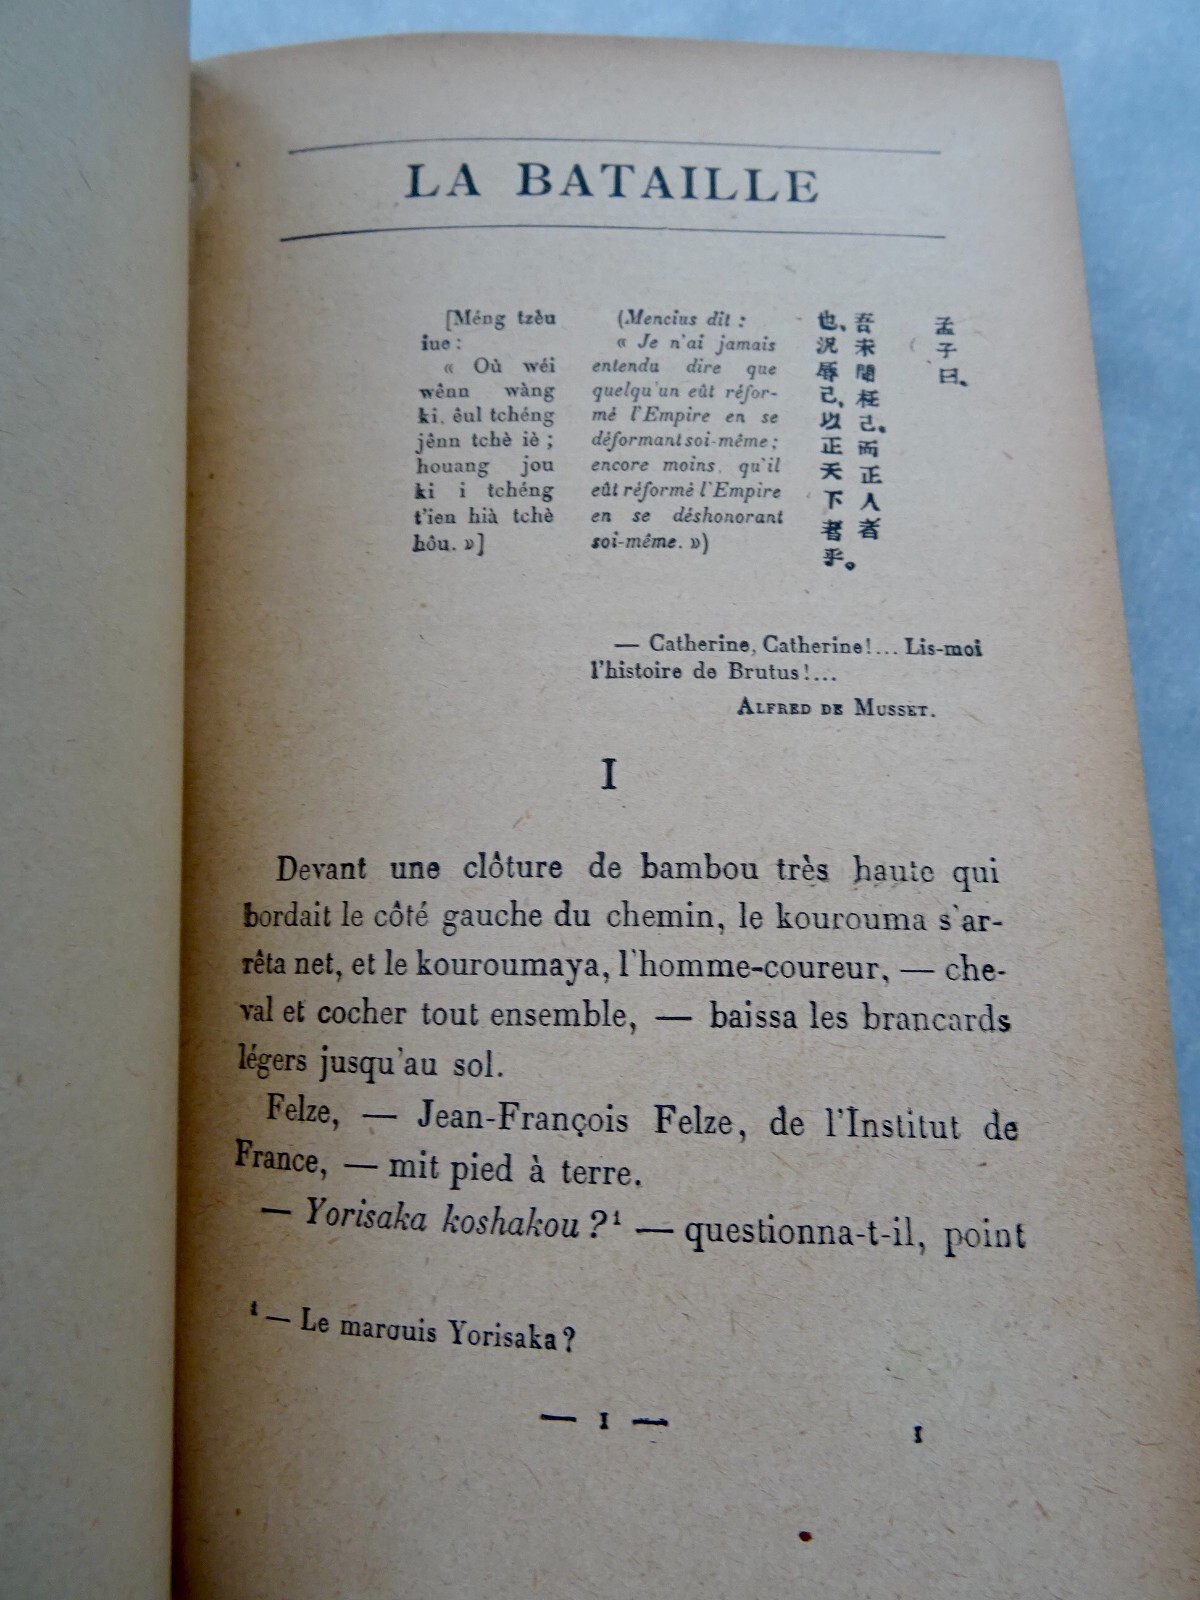 LA BATAILLE
[Méng tzèu
iue :
« Où wéi
wênn wàng
ki, êul tchéng
jênn tchè iè ;
houang jou
ki i tchéng
t'ien hià tchè
hôu. »]
(Mencius dit :
« Je n'ai jamais
entendu dire que
quelqu'un eût réfor-
mé l'Empire en se
déformant soi-même ;
encore moins, qu'il
eût réformé l'Empire
en se déshonorant
soi-même. »)
孟子曰。
吾未聞枉己。而正人者
也、況辱己、以正天下者乎。
— Catherine, Catherine !... Lis-moi
l'histoire de Brutus !...
ALFRED DE MUSSET.
I
Devant une clôture de bambou très haute qui
bordait le côté gauche du chemin, le kourouma s'ar-
rêta net, et le kouroumaya, l'homme-coureur, — che-
val et cocher tout ensemble, — baissa les brancards
légers jusqu'au sol.
Felze, — Jean-François Felze, de l'Institut de
France, — mit pied à terre.
— Yorisaka koshakou ?¹ — questionna-t-il, point
¹ — Le marquis Yorisaka ?
— 1 —
1